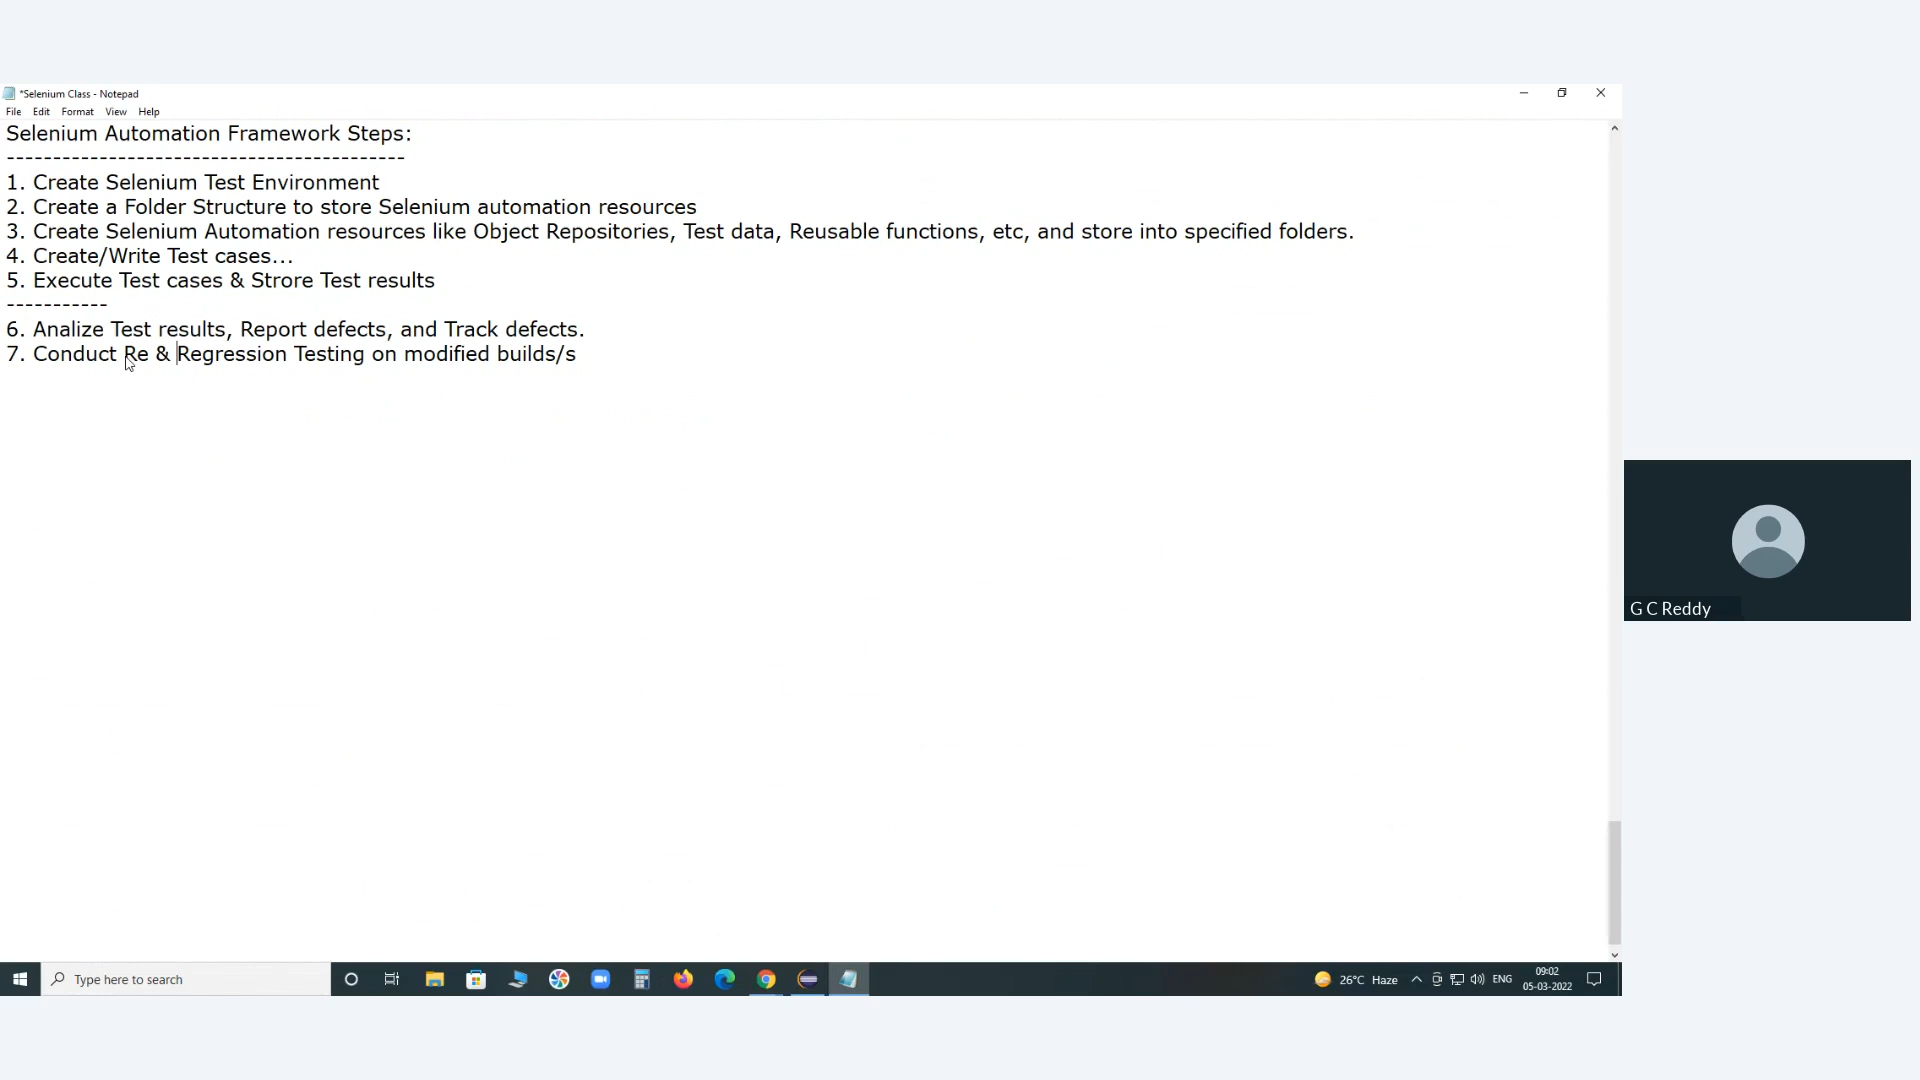 *Selenium Class - Notepad
File Edit Format View Help
Selenium Automation Framework Steps:
-------------------------------------------
1. Create Selenium Test Environment
2. Create a Folder Structure to store Selenium automation resources
3. Create Selenium Automation resources like Object Repositories, Test data, Reusable functions, etc, and store into specified folders.
4. Create/Write Test cases...
5. Execute Test cases & Strore Test results
-----------
6. Analize Test results, Report defects, and Track defects.
7. Conduct Re & Regression Testing on modified builds/s
G C Reddy
Type here to search
26°C Haze
ENG
09:02
05-03-2022